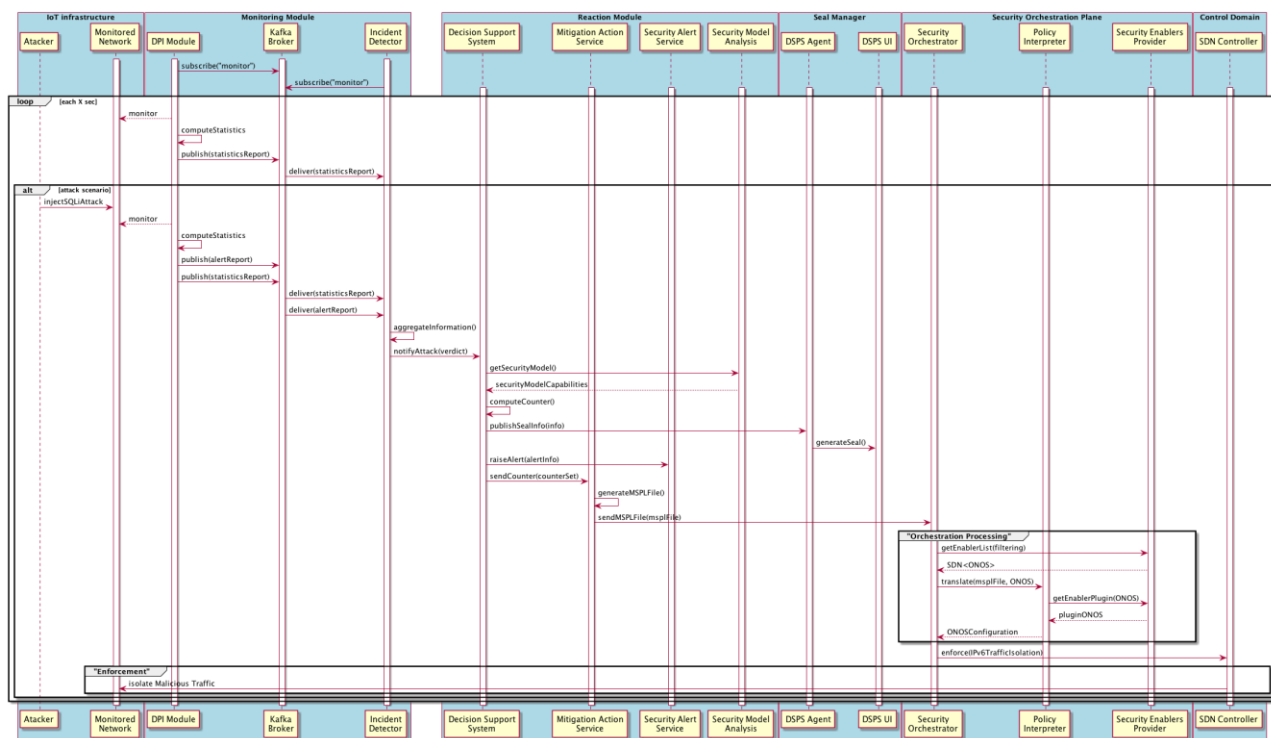 IoT infrastructure
Monitoring Module
Reaction Module
Seal Manager
Security Orchestration Plane
Control Domain
Atacker
Monitored
Network
DPI Module
Kafka
Broker
Incident
Detector
Decision Support
System
Mitigation Action
Service
Security Alert
Service
Security Model
Analysis
DSPS Agent
DSPS UI
Security
Orchestrator
Policy
Interpreter
Security Enablers
Provider
SDN Controller
subscribe("monitor")
subscribe("monitor")
loop
[each X sec]
monitor
computeStatistics
publish(statisticsReport)
deliver(statisticsReport)
alt
[attack scenario]
injectSQLiAttack
monitor
computeStatistics
publish(alertReport)
publish(statisticsReport)
deliver(statisticsReport)
deliver(alertReport)
aggregateInformation()
notifyAttack(verdict)
getSecurityModel()
securityModelCapabilities
computeCounter()
publishSealInfo(info)
generateSeal()
raiseAlert(alertInfo)
sendCounter(counterSet)
generateMSPLFile()
sendMSPLFile(msplFile)
"Orchestration Processing"
getEnablerList(filtering)
SDN<ONOS>
translate(msplFile, ONOS)
getEnablerPlugin(ONOS)
pluginONOS
ONOSConfiguration
enforce(IPv6TrafficIsolation)
"Enforcement"
isolate Malicious Traffic
Atacker
Monitored
Network
DPI Module
Kafka
Broker
Incident
Detector
Decision Support
System
Mitigation Action
Service
Security Alert
Service
Security Model
Analysis
DSPS Agent
DSPS UI
Security
Orchestrator
Policy
Interpreter
Security Enablers
Provider
SDN Controller